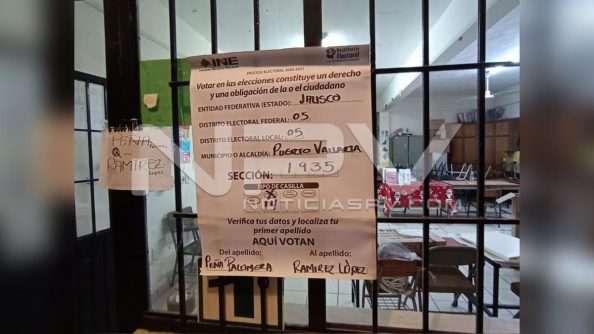 INE
Instituto Electoral
PROCESO ELECTORAL 2020-2021
Votar en las elecciones constituye un derecho
y una obligación de la o el ciudadano
ENTIDAD FEDERATIVA (ESTADO): JALISCO
DISTRITO ELECTORAL FEDERAL: 05
DISTRITO ELECTORAL LOCAL: 05
MUNICIPIO O ALCALDÍA: PUERTO VALLARTA
SECCIÓN: 1935
TIPO DE CASILLA
Verifica tus datos y localiza tu
primer apellido
AQUÍ VOTAN
Del apellido: Al apellido:
PEÑA PALOMERA RAMIREZ LÓPEZ
PEÑA
RAMIREZ
López
NPV
NOTICIASPV